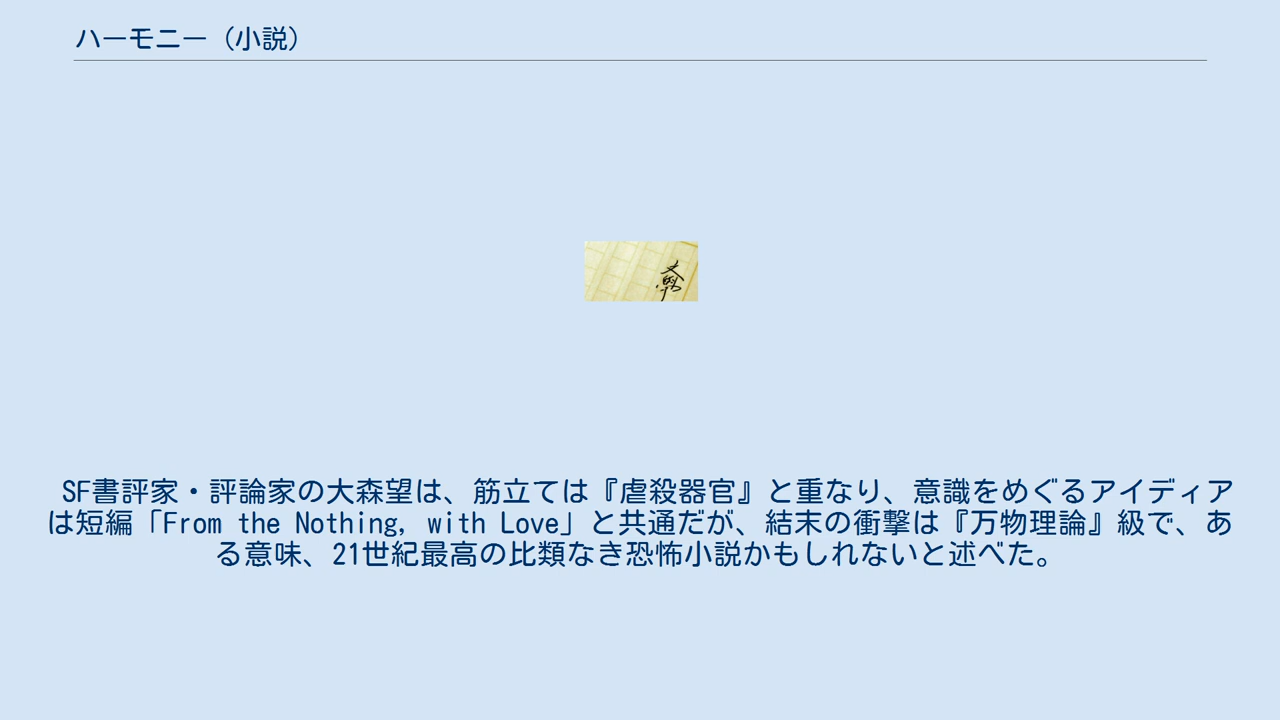 ハーモニー（小説）
SF書評家・評論家の大森望は、筋立ては『虐殺器官』と重なり、意識をめぐるアイディア
は短編「From the Nothing, with Love」と共通だが、結末の衝撃は『万物理論』級で、あ
る意味、21世紀最高の比類なき恐怖小説かもしれないと述べた。